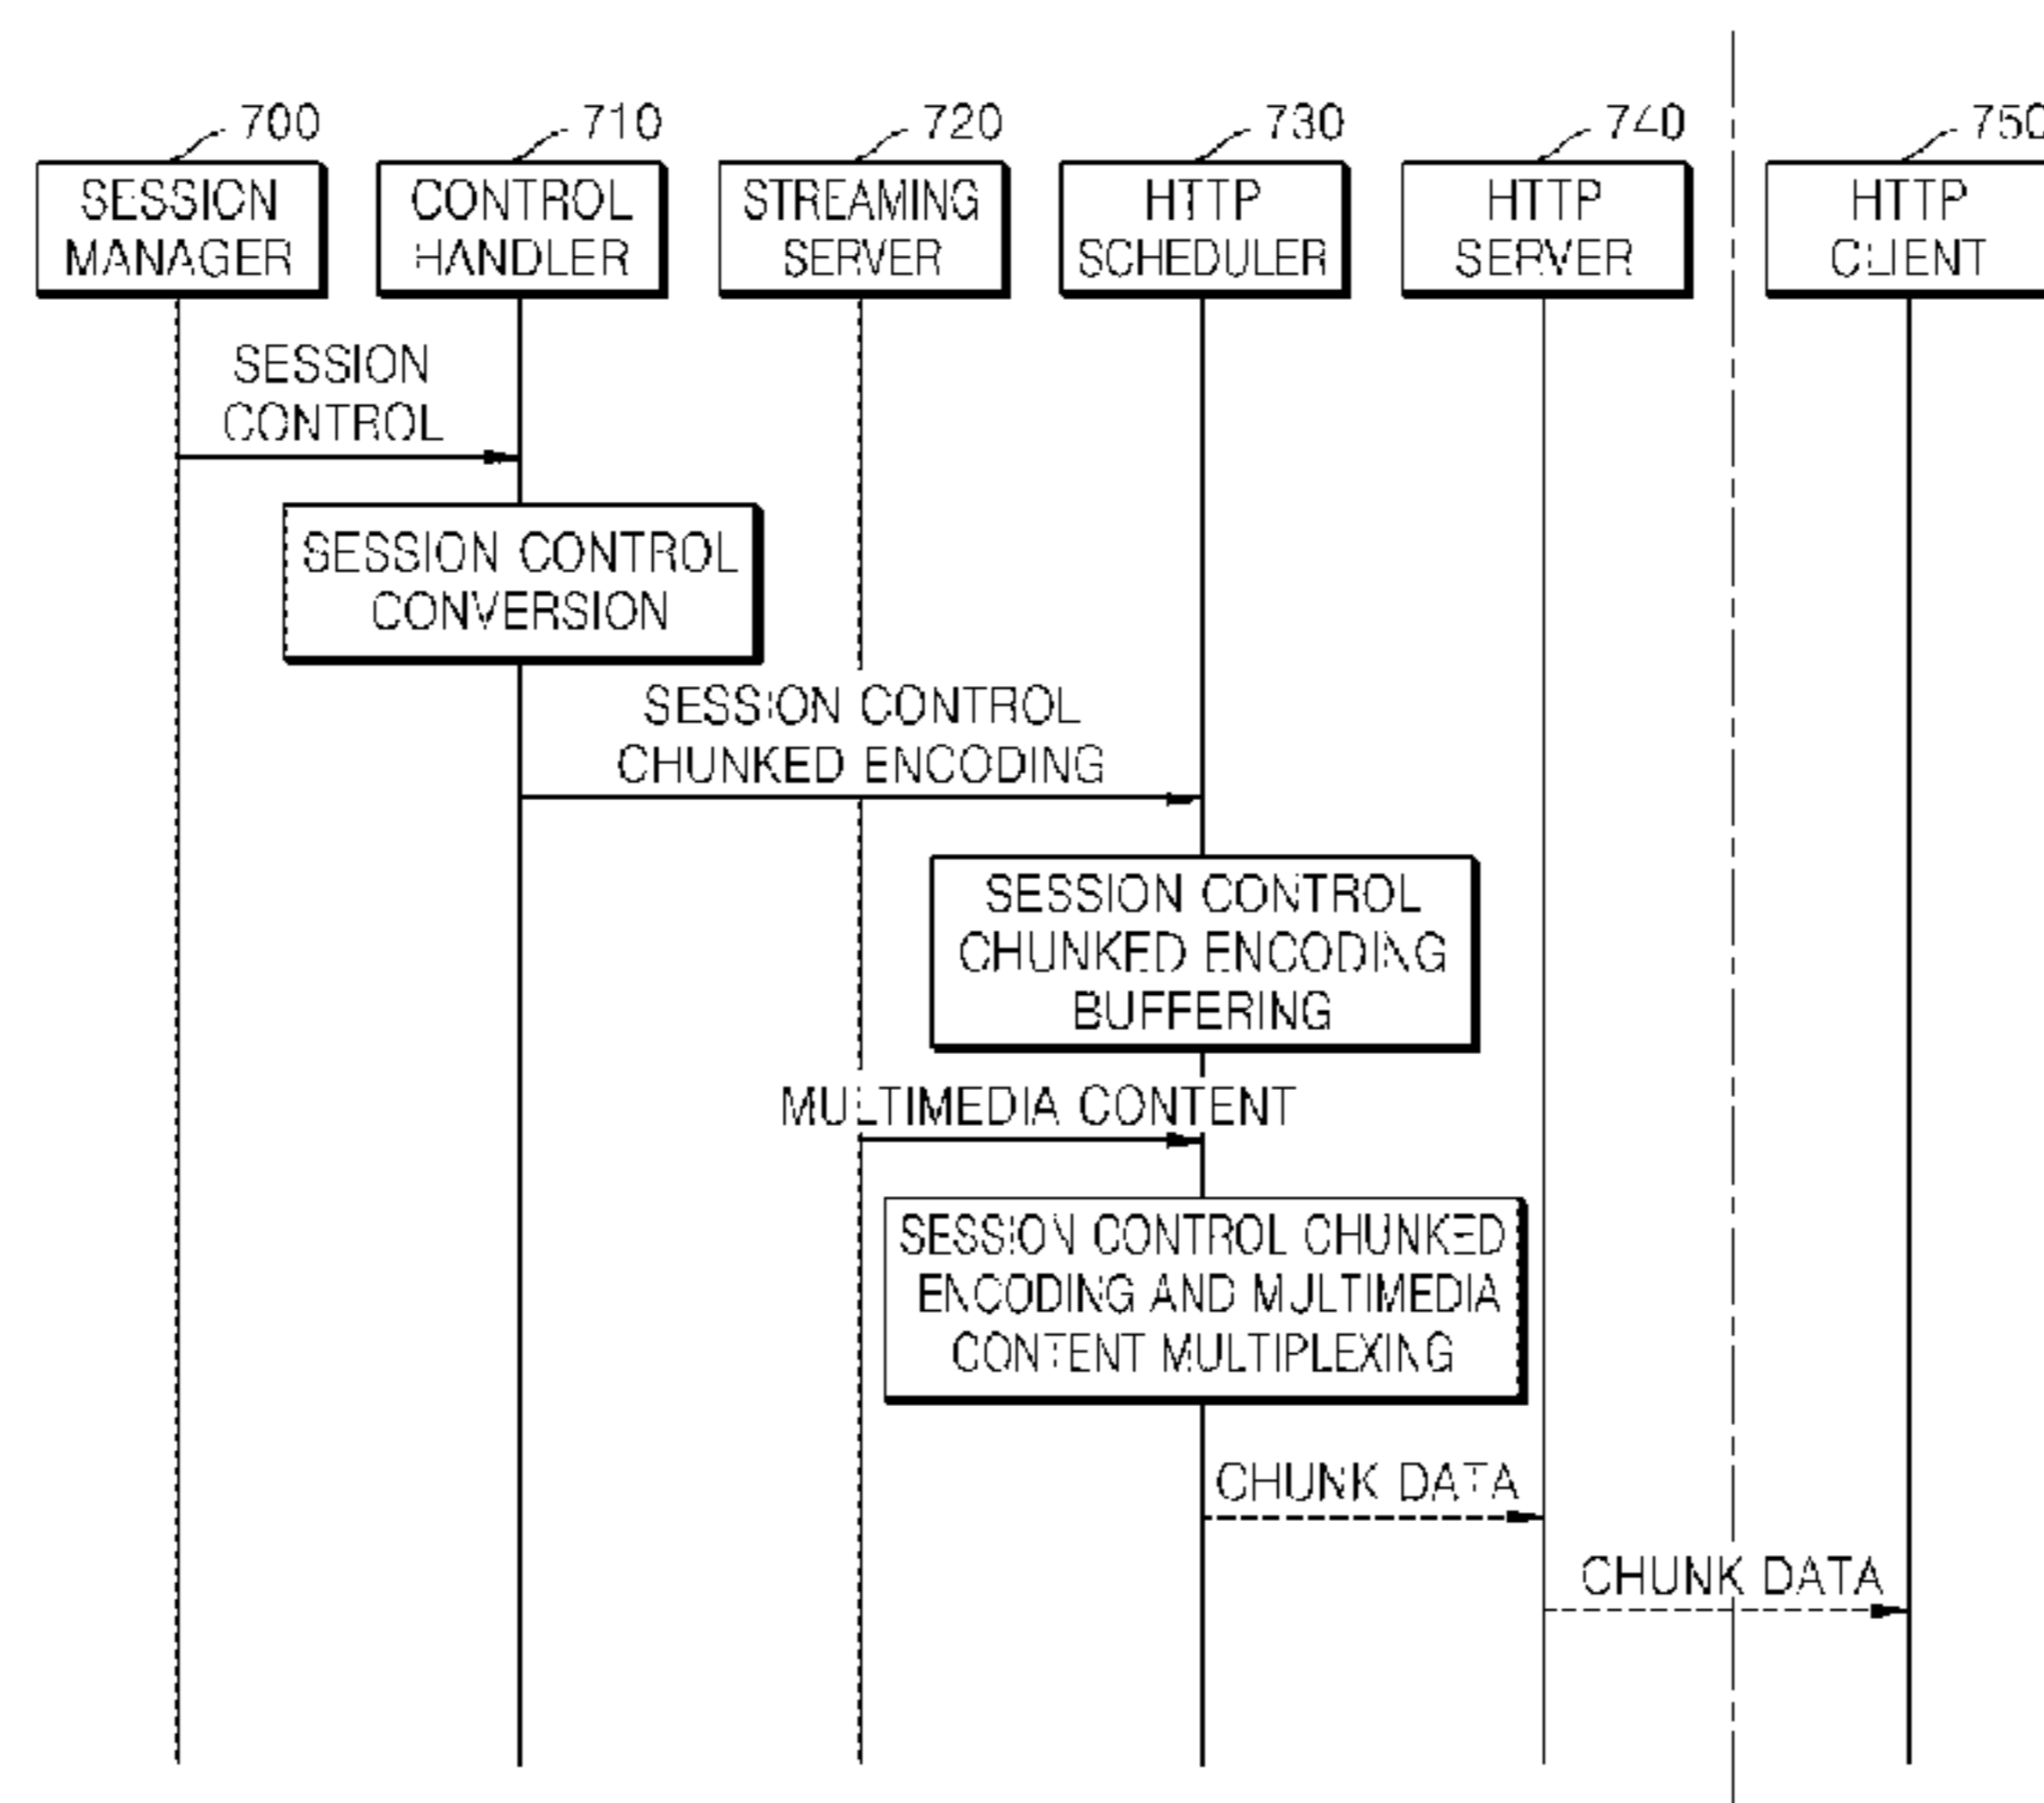 700
710
720
730
740
750
SESSION
MANAGER
CONTROL
HANDLER
STREAMING
SERVER
HTTP
SCHEDULER
HTTP
SERVER
HTTP
CLIENT
SESSION
CONTROL
SESSION CONTROL
CONVERSION
SESSION CONTROL
CHUNKED ENCODING
SESSION CONTROL
CHUNKED ENCODING
BUFFERING
MULTIMEDIA CONTENT
SESSION CONTROL CHUNKED
ENCODING AND MULTIMEDIA
CONTENT MULTIPLEXING
CHUNK DATA
CHUNK DATA